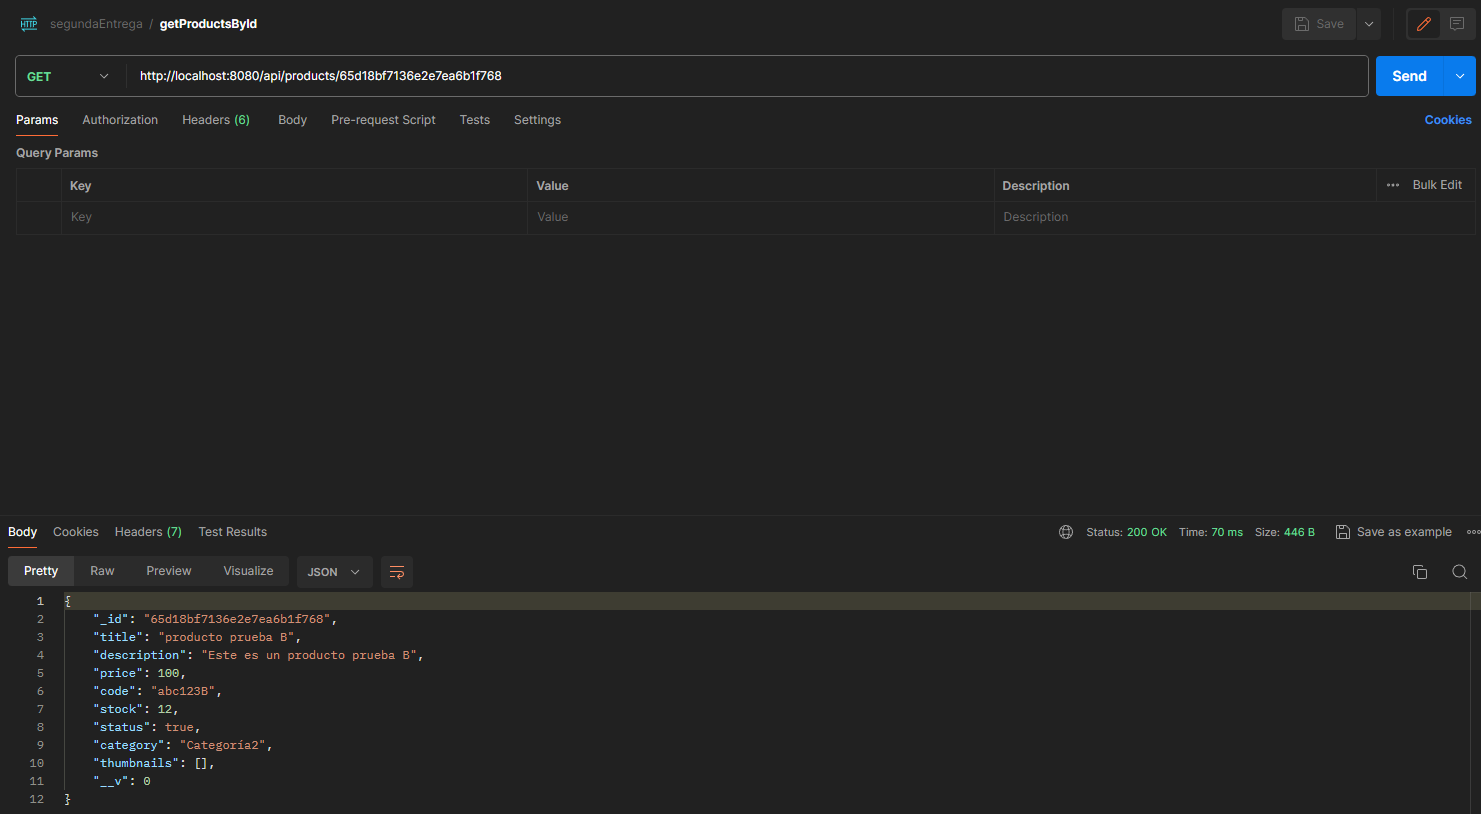 HTTP segundaEntrega / getProductsById Save
GET http://localhost:8080/api/products/65d18bf7136e2e7ea6b1f768 Send
Params Authorization Headers (6) Body Pre-request Script Tests Settings Cookies
Query Params
Key Value Description Bulk Edit
Key Value Description
Body Cookies Headers (7) Test Results Status: 200 OK Time: 70 ms Size: 446 B Save as example
Pretty Raw Preview Visualize JSON
1 {
2 "_id": "65d18bf7136e2e7ea6b1f768",
3 "title": "producto prueba B",
4 "description": "Este es un producto prueba B",
5 "price": 100,
6 "code": "abc123B",
7 "stock": 12,
8 "status": true,
9 "category": "Categoría2",
10 "thumbnails": [],
11 "__v": 0
12 }